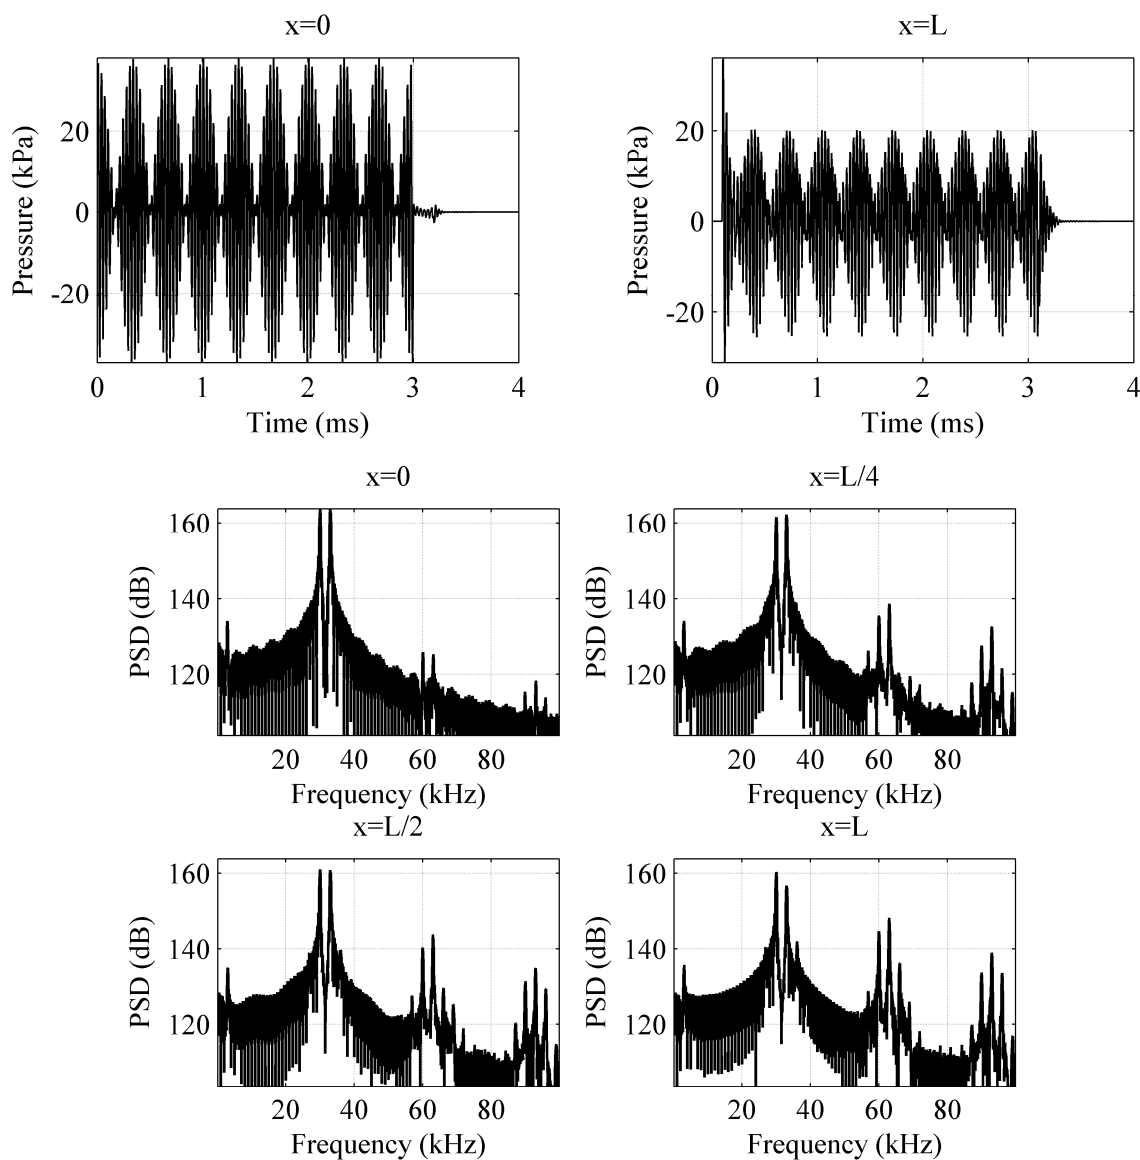 x=0
x=L
Pressure (kPa)
20
0
-20
0
1
2
3
4
Time (ms)
Pressure (kPa)
20
0
-20
0
1
2
3
4
Time (ms)
x=0
x=L/4
PSD (dB)
160
140
120
20
40
60
80
Frequency (kHz)
PSD (dB)
160
140
120
20
40
60
80
Frequency (kHz)
x=L/2
x=L
PSD (dB)
160
140
120
20
40
60
80
Frequency (kHz)
PSD (dB)
160
140
120
20
40
60
80
Frequency (kHz)